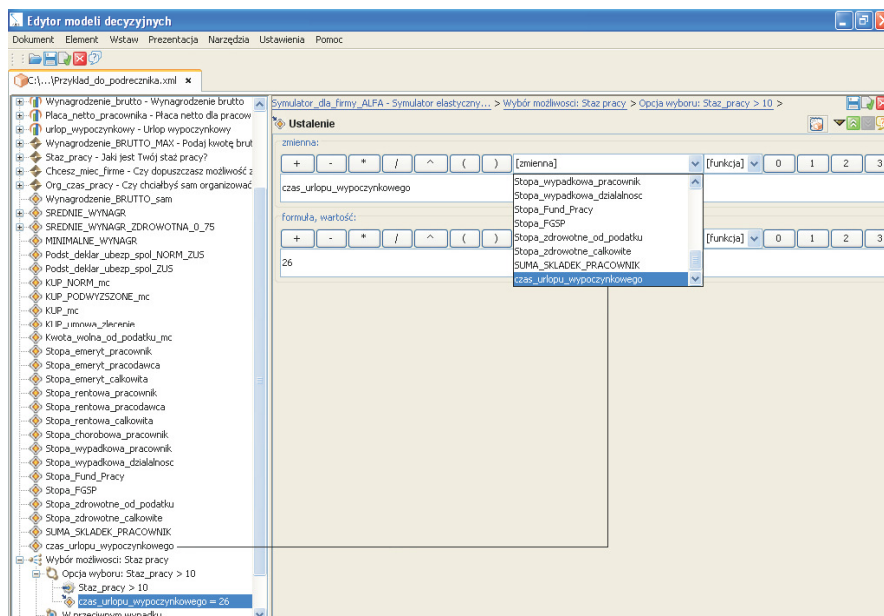 Edytor modeli decyzyjnych
Dokument Element Wstaw Prezentacja Narzędzia Ustawienia Pomoc
C:\...\Przyklad_do_podrecznika.xml
Wynagrodzenie_brutto - Wynagrodzenie brutto
Placa_netto_pracownika - Płaca netto dla pracow
urlop_wypoczynkowy - Urlop wypoczynkowy
Wynagrodzenie_BRUTTO_MAX - Podaj kwotę brut
Staz_pracy - Jaki jest Twój staż pracy?
Chcesz_miec_firme - Czy dopuszczasz możliwość z
Org_czas_pracy - Czy chciałbyś sam organizować
Wynagrodzenie_BRUTTO_sam
SREDNIE_WYNAGR
SREDNIE_WYNAGR_ZDROWOTNA_0_75
MINIMALNE_WYNAGR
Podst_deklar_ubezp_spol_NORM_ZUS
Podst_deklar_ubezp_spol_ZUS
KUP_NORM_mc
KUP_PODWYZSZONE_mc
KUP_mc
KUP_umowa_zlecenie
Kwota_wolna_od_podatku_mc
Stopa_emeryt_pracownik
Stopa_emeryt_pracodawca
Stopa_emeryt_calkowita
Stopa_rentowa_pracownik
Stopa_rentowa_pracodawca
Stopa_rentowa_calkowita
Stopa_chorobowa_pracownik
Stopa_wypadkowa_pracownik
Stopa_wypadkowa_dzialalnosc
Stopa_Fund_Pracy
Stopa_FGSP
Stopa_zdrowotne_od_podatku
Stopa_zdrowotne_calkowite
SUMA_SKLADEK_PRACOWNIK
czas_urlopu_wypoczynkowego
Wybór możliwosci: Staz pracy
Opcja wyboru: Staz_pracy > 10
Staz_pracy > 10
czas_urlopu_wypoczynkowego = 26
W przeciwnym wypadku
Symulator_dla_firmy_ALFA - Symulator elastyczny... > Wybór możliwosci: Staz pracy > Opcja wyboru: Staz_pracy > 10 >
Ustalenie
zmienna:
+ - * / ^ ( ) [zmienna] [funkcja] 0 1 2 3
czas_urlopu_wypoczynkowego
Stopa_wypadkowa_pracownik
Stopa_wypadkowa_dzialalnosc
Stopa_Fund_Pracy
Stopa_FGSP
Stopa_zdrowotne_od_podatku
Stopa_zdrowotne_calkowite
SUMA_SKLADEK_PRACOWNIK
czas_urlopu_wypoczynkowego
formuła, wartość:
+ - * / ^ ( ) [funkcja] 0 1 2 3
26